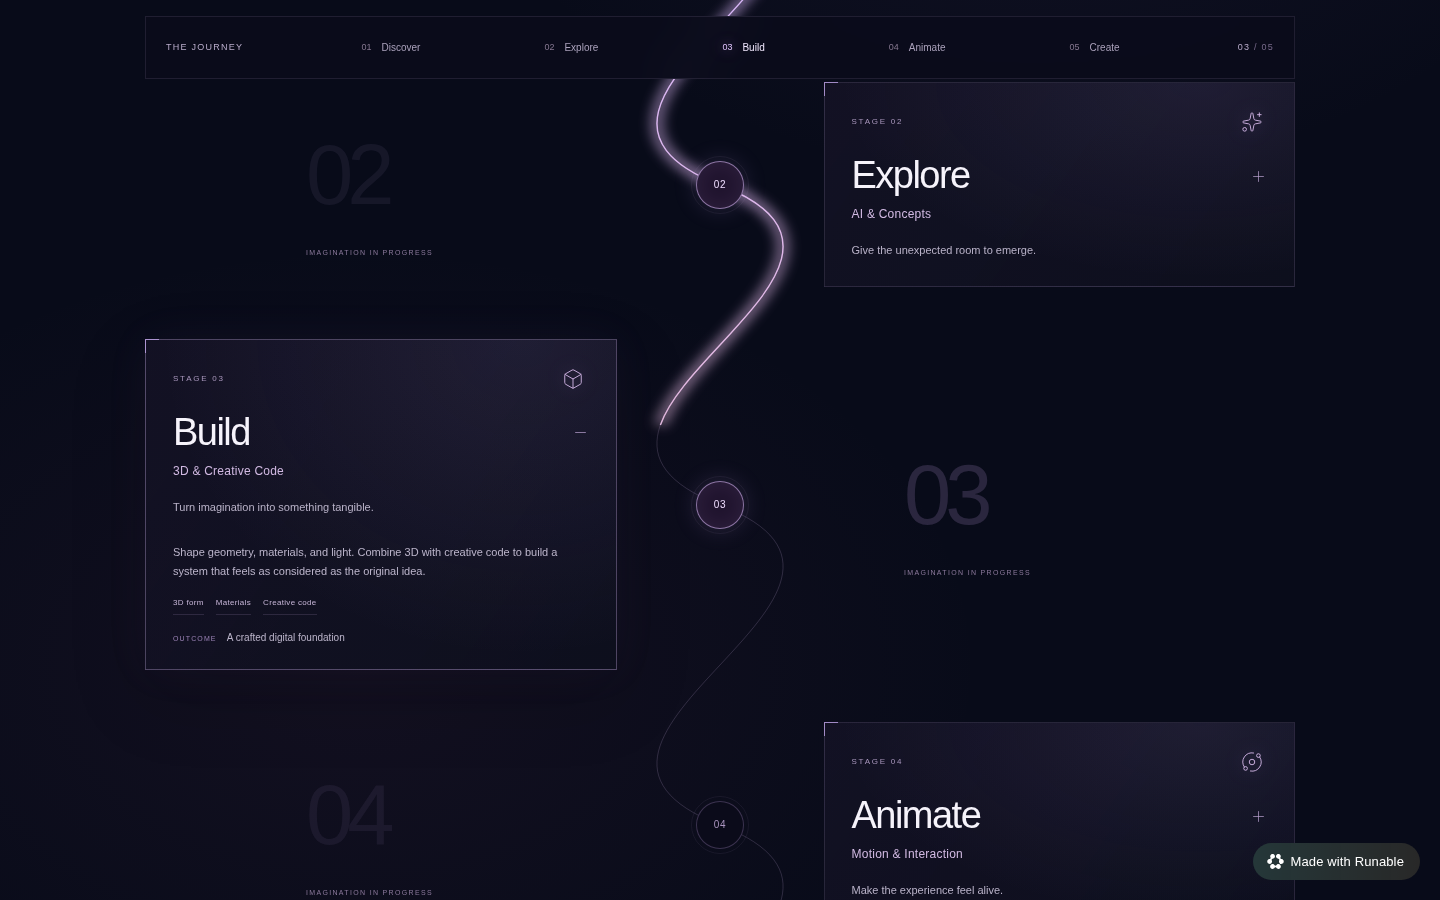 THE JOURNEY
01 Discover
02 Explore
03 Build
04 Animate
05 Create
03 / 05
02
IMAGINATION IN PROGRESS
02
STAGE 02
Explore
AI & Concepts
Give the unexpected room to emerge.
STAGE 03
Build
3D & Creative Code
Turn imagination into something tangible.
Shape geometry, materials, and light. Combine 3D with creative code to build a
system that feels as considered as the original idea.
3D form Materials Creative code
OUTCOME A crafted digital foundation
03
03
IMAGINATION IN PROGRESS
04
IMAGINATION IN PROGRESS
04
STAGE 04
Animate
Motion & Interaction
Make the experience feel alive.
Made with Runable